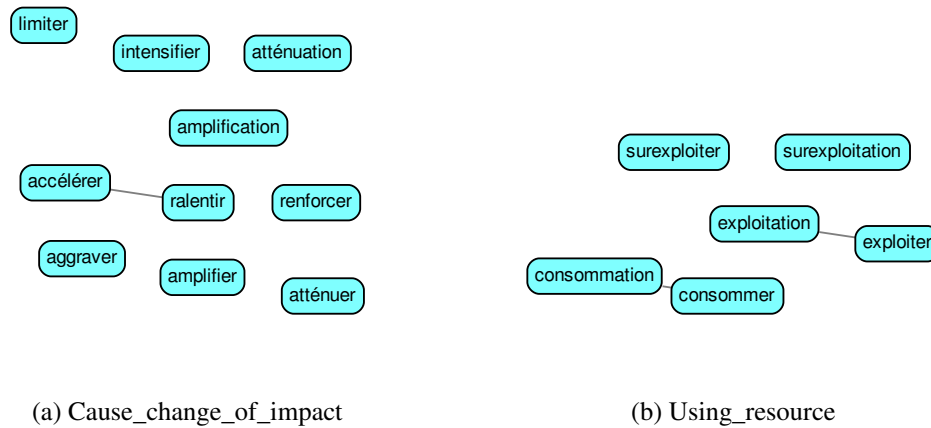 limiter
intensifier
atténuation
amplification
accélérer
ralentir
renforcer
aggraver
amplifier
atténuer
(a) Cause_change_of_impact
surexploiter
surexploitation
exploitation
exploiter
consommation
consommer
(b) Using_resource